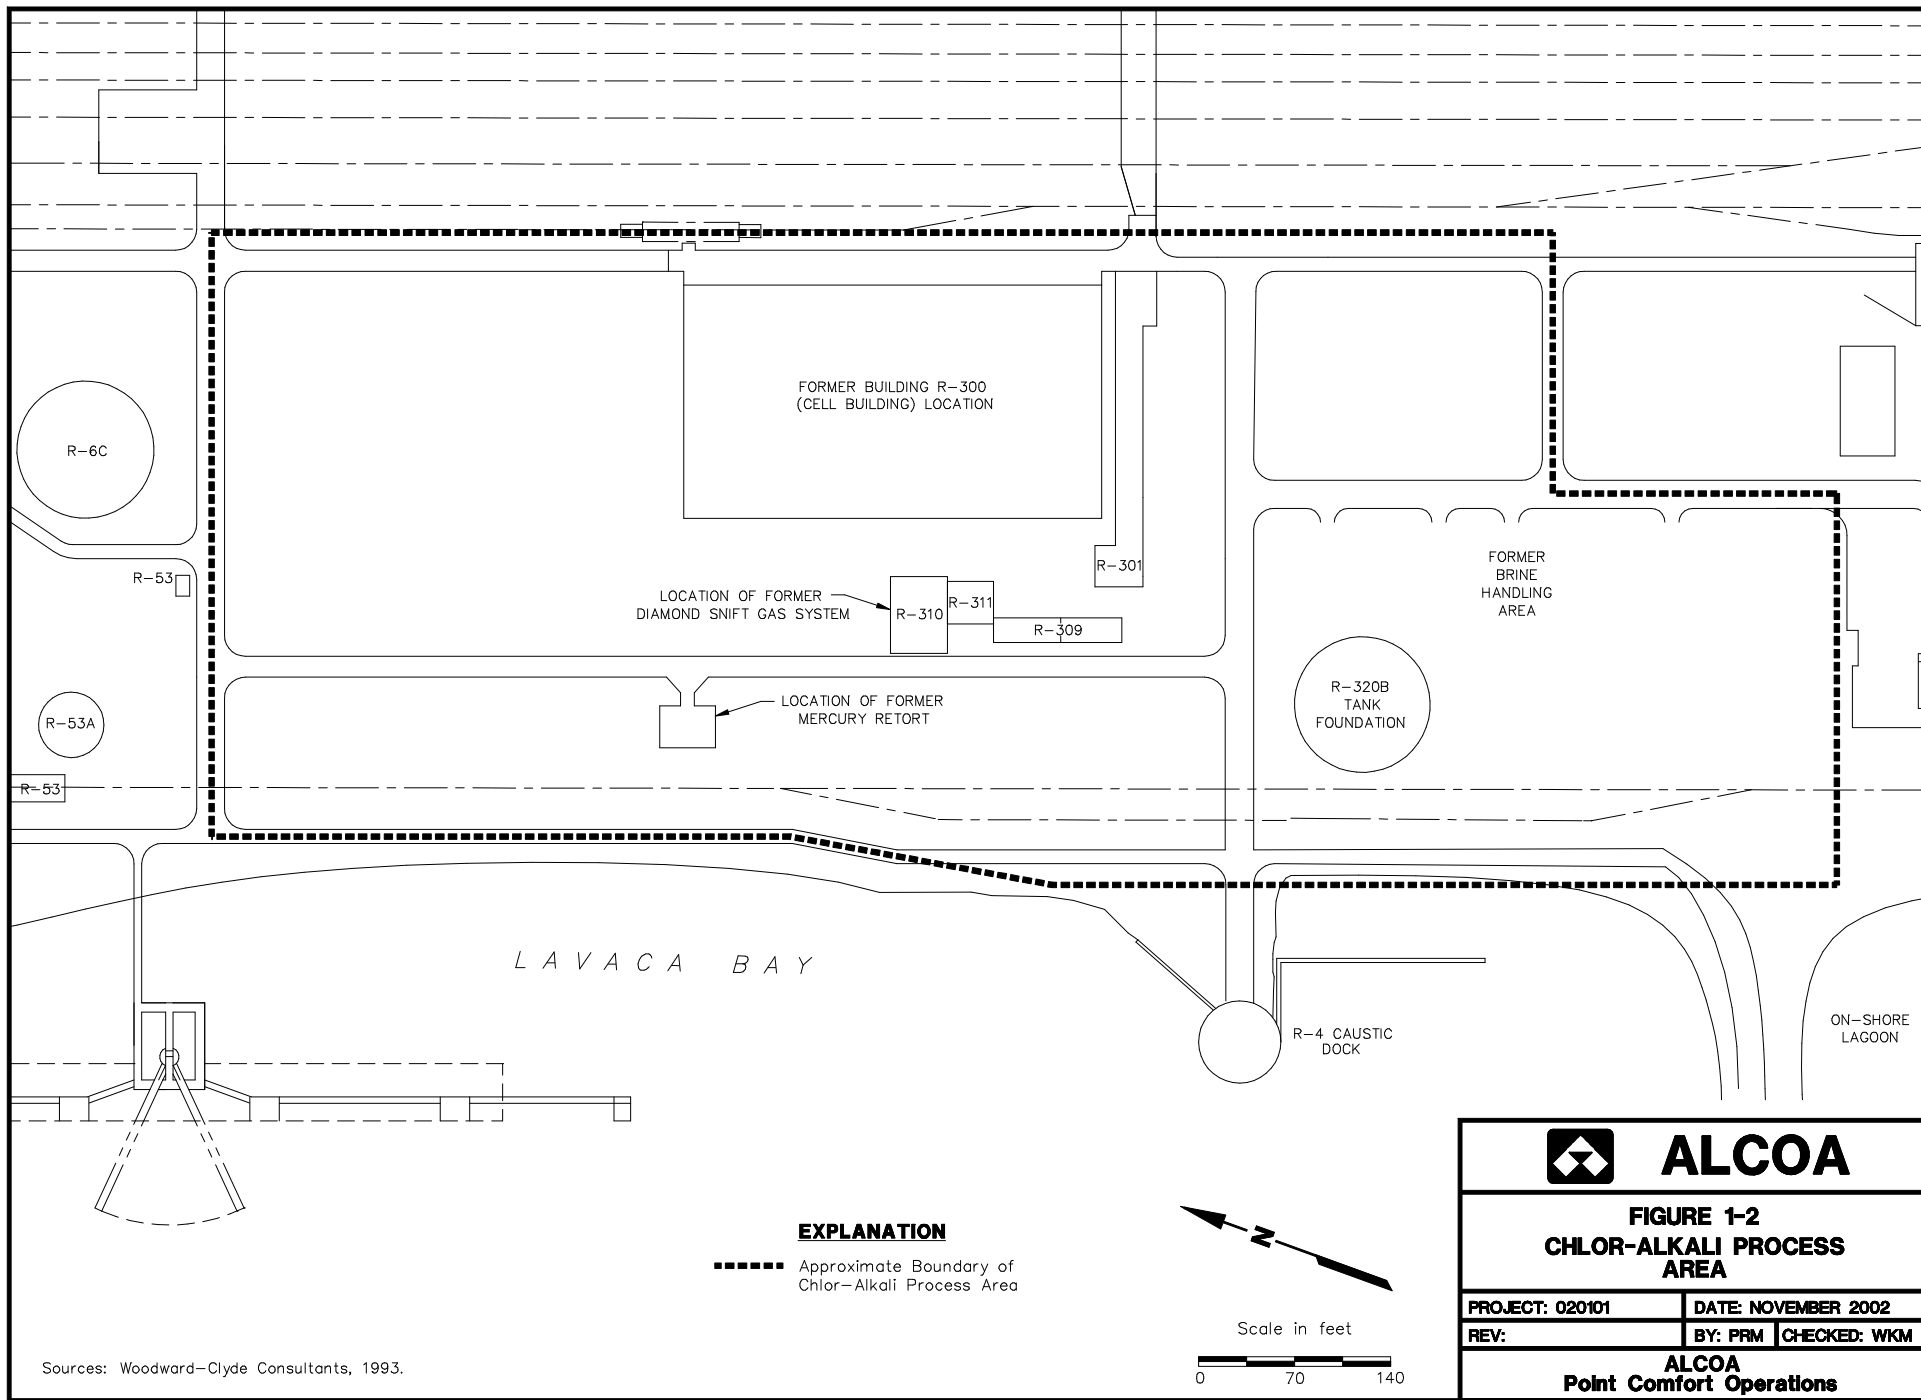 FORMER BUILDING R-300
(CELL BUILDING) LOCATION
R-6C
R-53
R-301
FORMER
BRINE
HANDLING
AREA
LOCATION OF FORMER
DIAMOND SNIFT GAS SYSTEM
R-310
R-311
R-309
R-53A
R-53
LOCATION OF FORMER
MERCURY RETORT
R-320B
TANK
FOUNDATION
LAVACA BAY
R-4 CAUSTIC
DOCK
ON-SHORE
LAGOON
EXPLANATION
Approximate Boundary of
Chlor-Alkali Process Area
N
Scale in feet
0 70 140
Sources: Woodward-Clyde Consultants, 1993.
ALCOA
FIGURE 1-2
CHLOR-ALKALI PROCESS
AREA
PROJECT: 020101
DATE: NOVEMBER 2002
REV:
BY: PRM
CHECKED: WKM
ALCOA
Point Comfort Operations